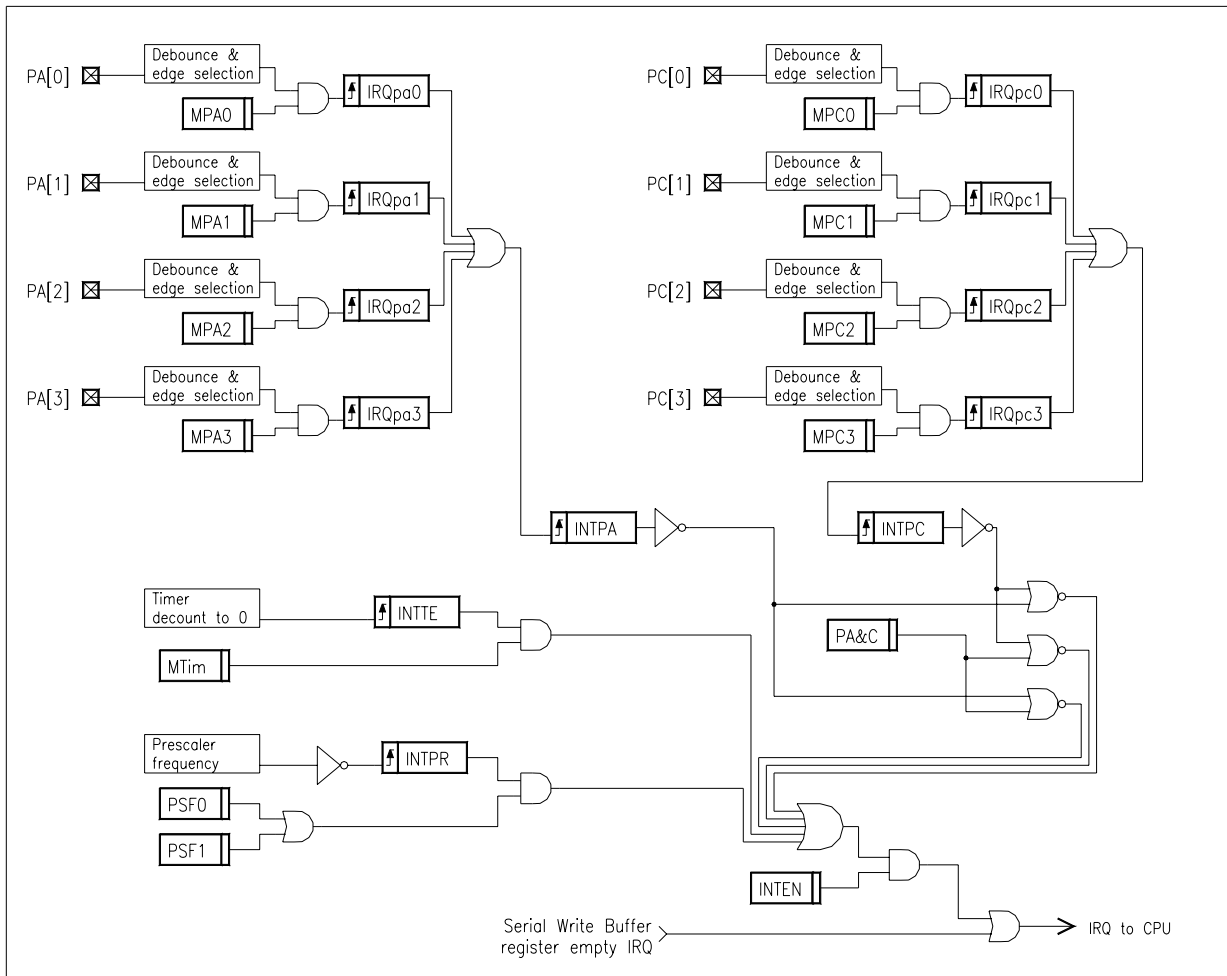 PA[0]
Debounce &
edge selection
MPA0
IRQpa0
PA[1]
Debounce &
edge selection
MPA1
IRQpa1
PA[2]
Debounce &
edge selection
MPA2
IRQpa2
PA[3]
Debounce &
edge selection
MPA3
IRQpa3
PC[0]
Debounce &
edge selection
MPC0
IRQpc0
PC[1]
Debounce &
edge selection
MPC1
IRQpc1
PC[2]
Debounce &
edge selection
MPC2
IRQpc2
PC[3]
Debounce &
edge selection
MPC3
IRQpc3
INTPA
INTPC
Timer
decount to 0
INTTE
MTim
PA&C
Prescaler
frequency
INTPR
PSF0
PSF1
INTEN
Serial Write Buffer
register empty IRQ
IRQ to CPU